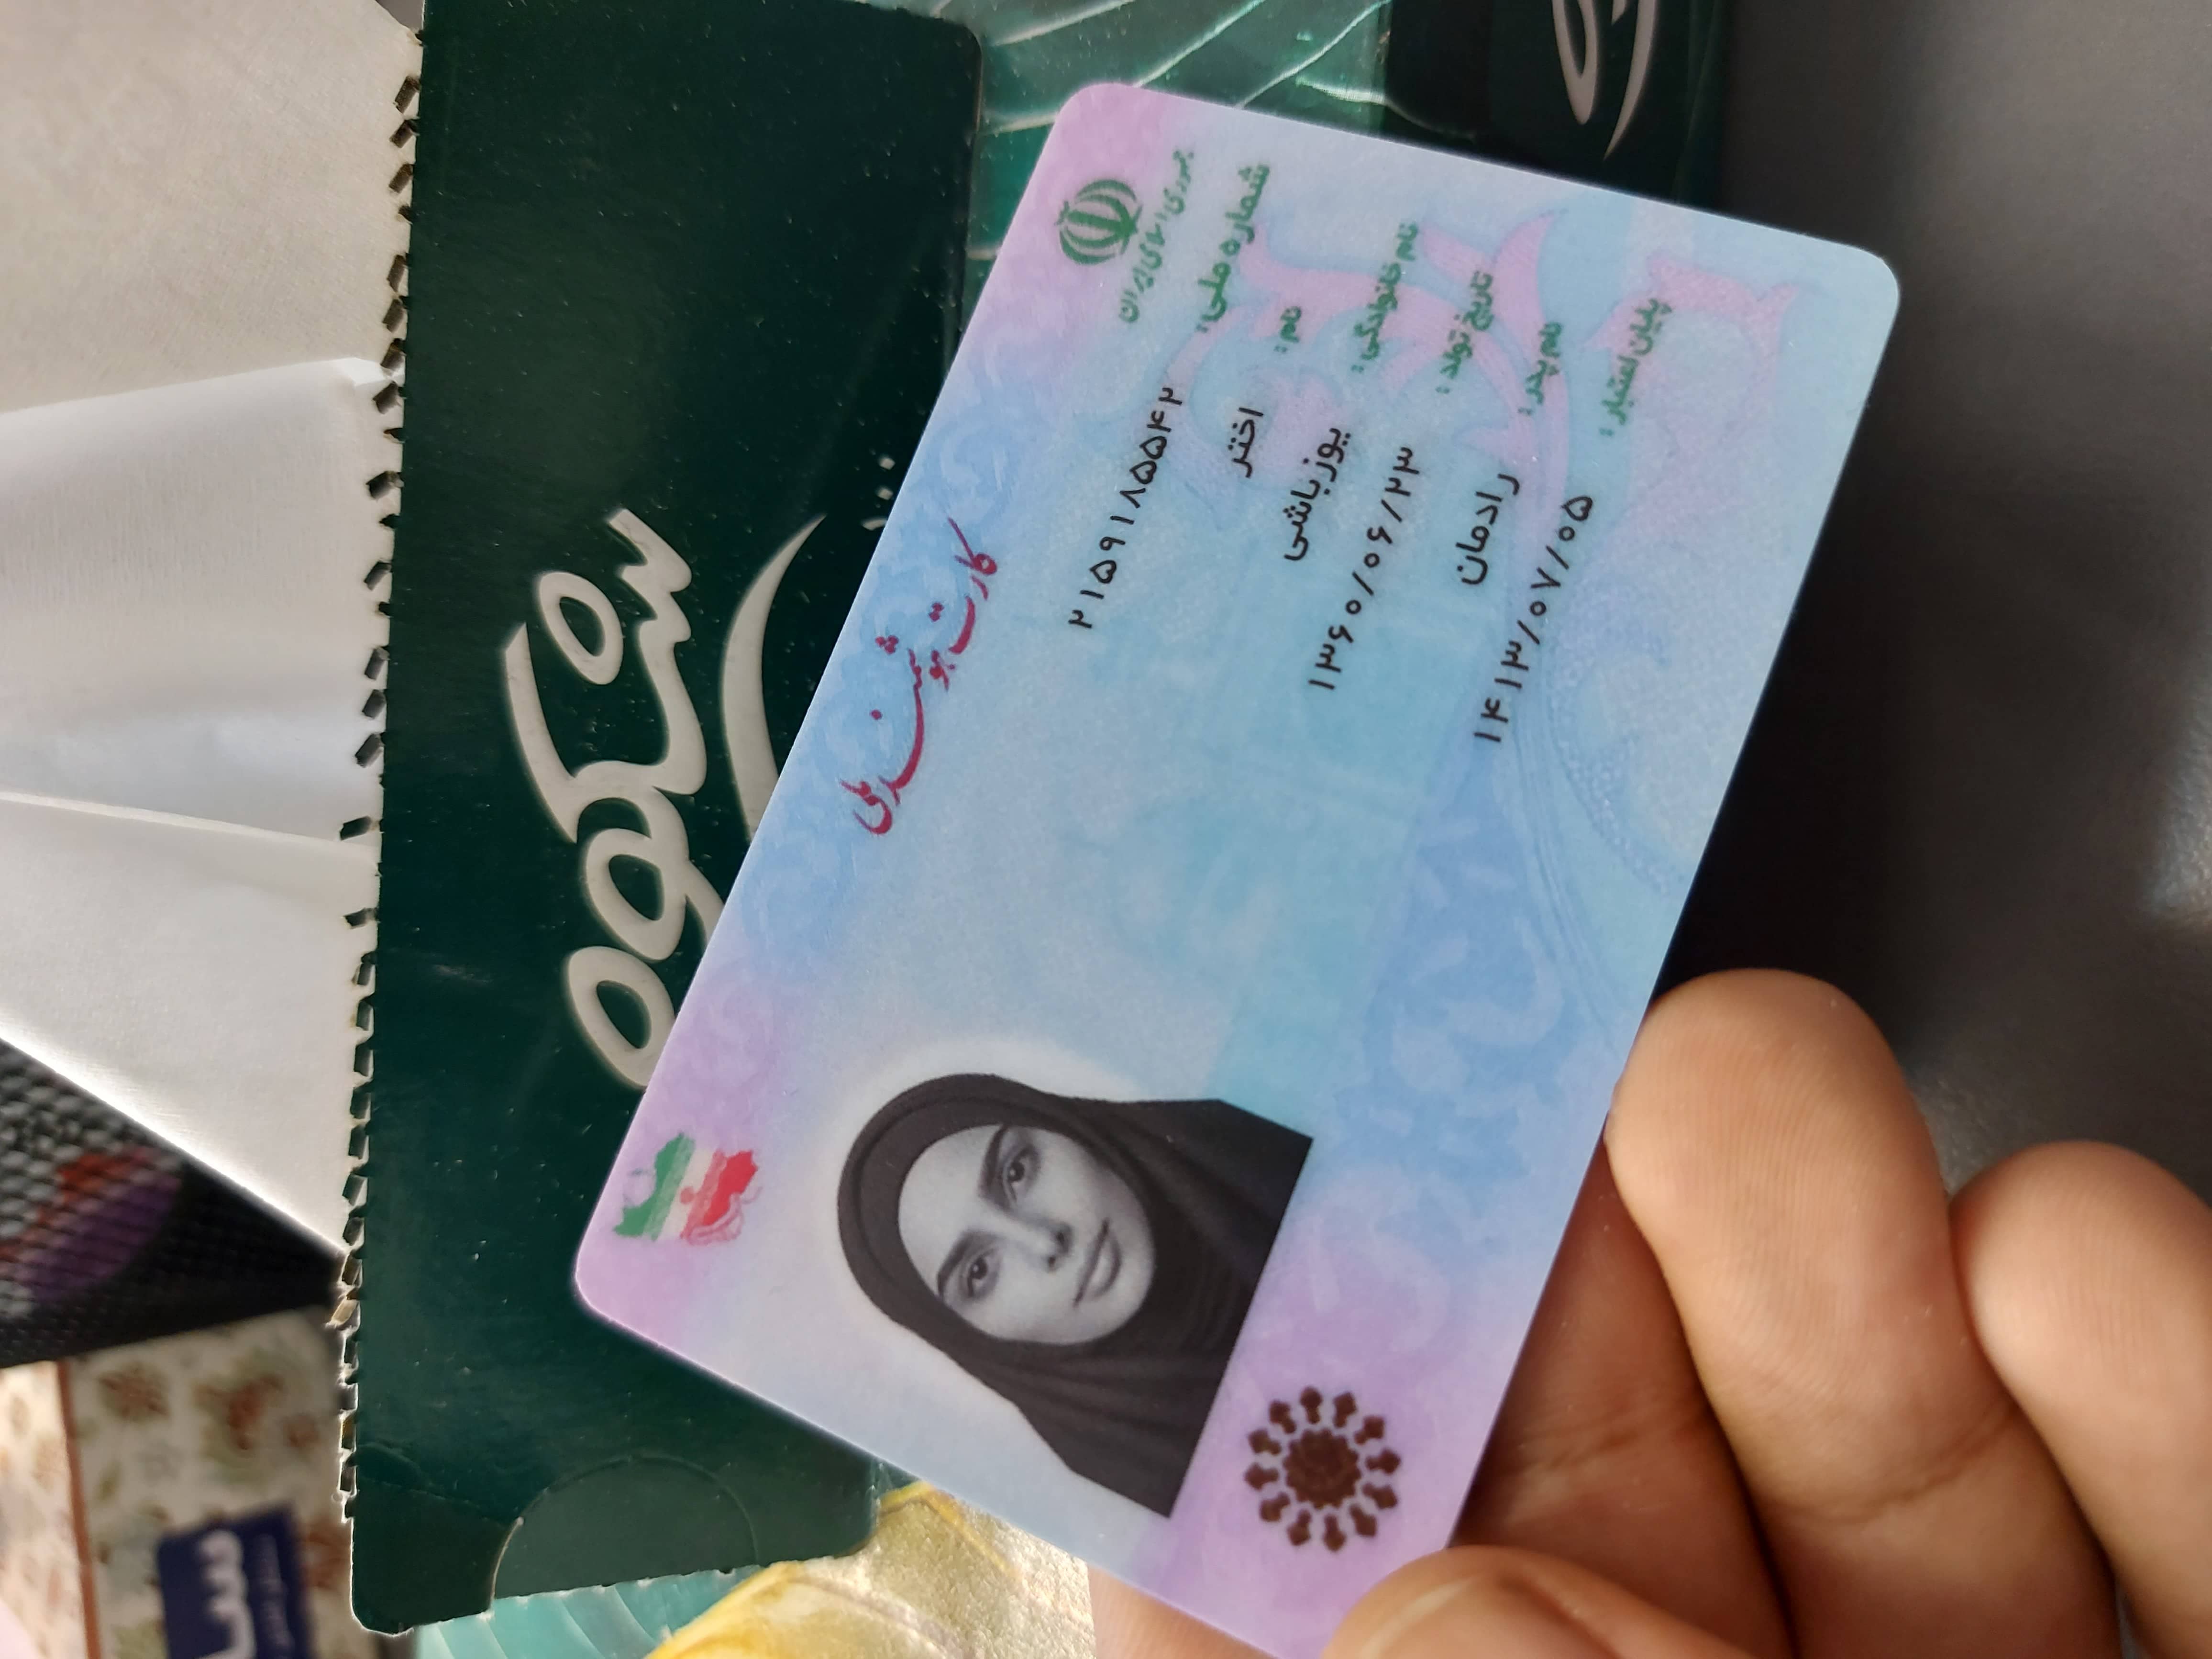 جمهوری اسلامی ایران
کارت هوشمند ملی
شماره ملی: ۲۱۵۹۱۸۵۵۴۲
نام: اختر
نام خانوادگی: یوزباشی
تاریخ تولد: ۱۳۶۰/۰۶/۲۳
نام پدر: رادمان
پایان اعتبار: ۱۴۱۳/۰۷/۰۵
شکوه